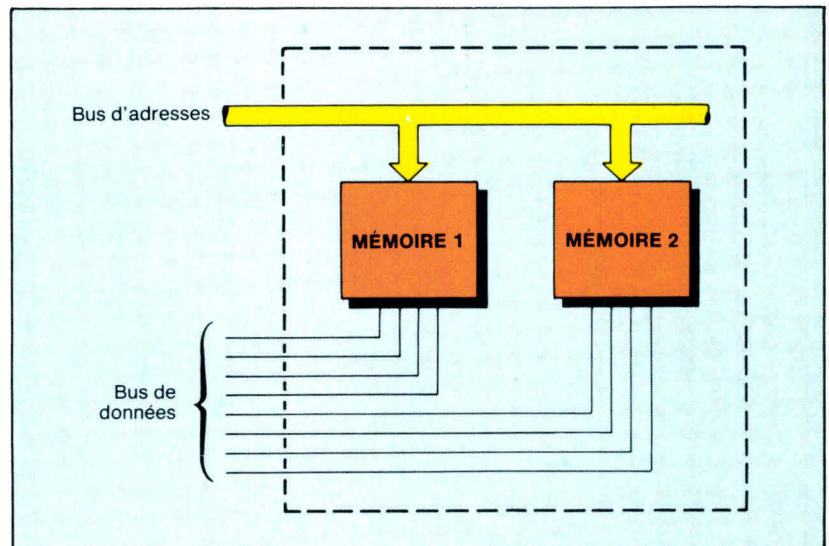 Bus d'adresses
MÉMOIRE 1
MÉMOIRE 2
Bus de
données